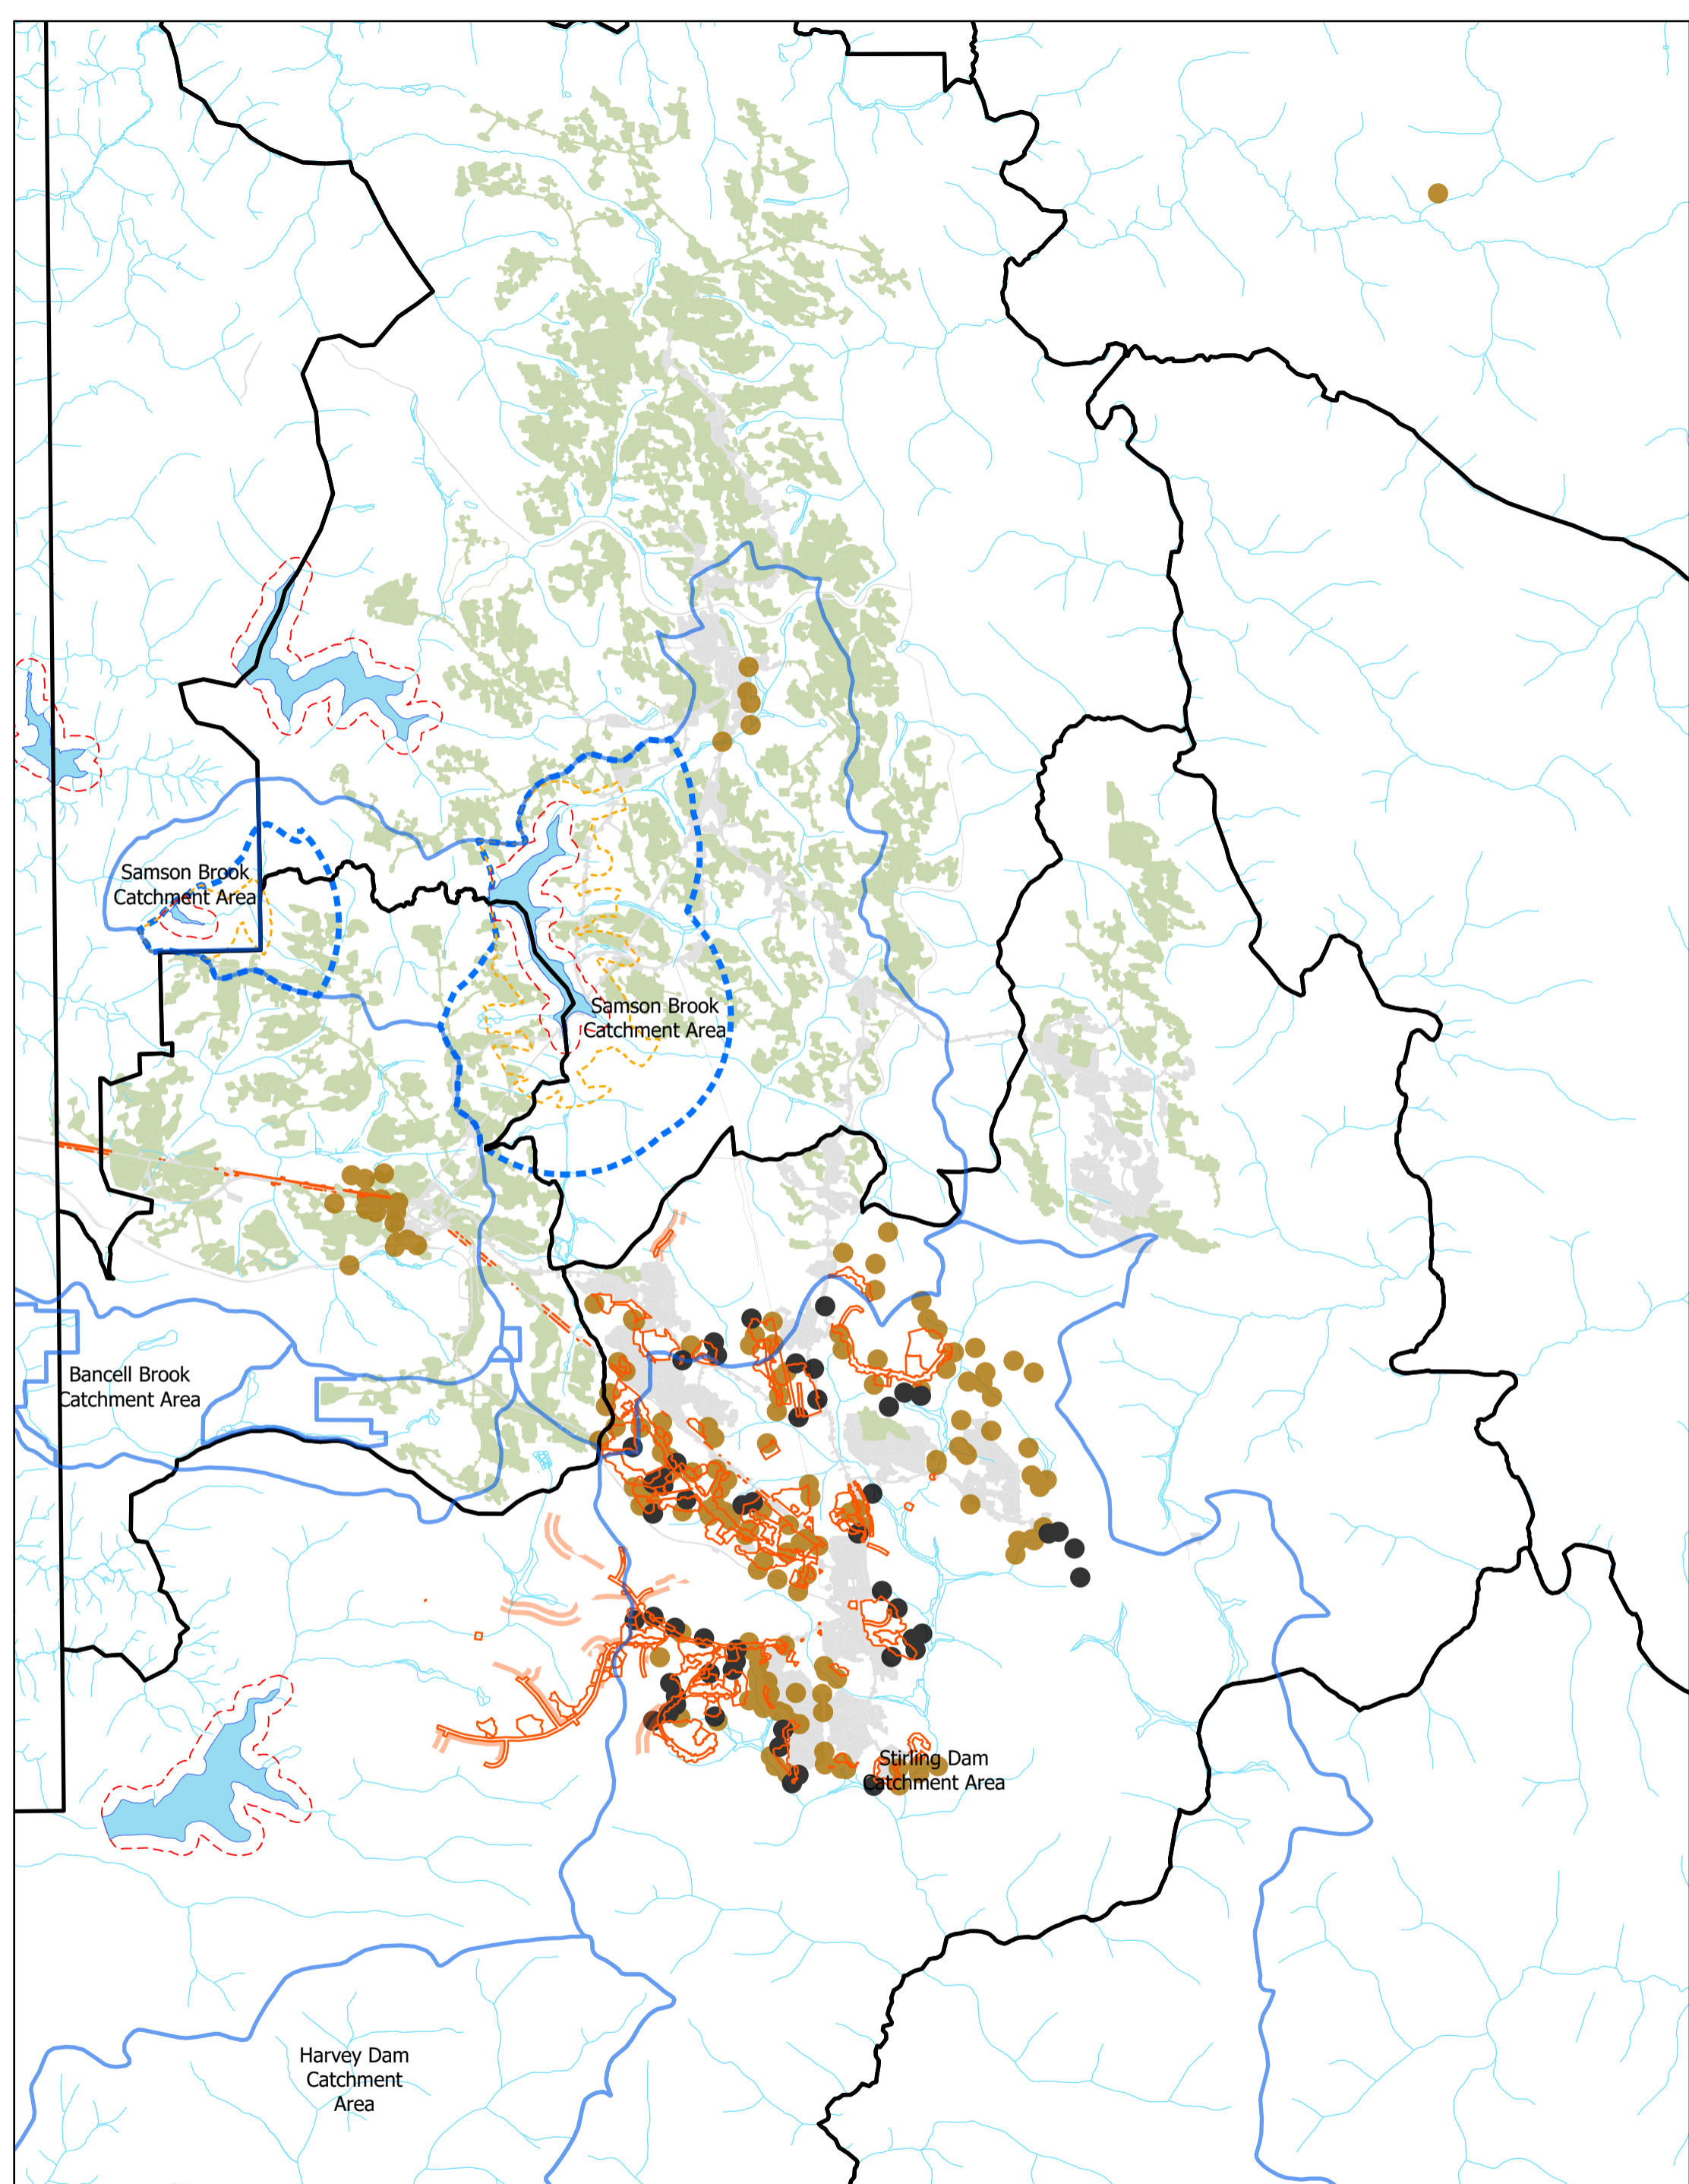 Samson Brook
Catchment Area
Samson Brook
Catchment Area
Bancell Brook
Catchment Area
Stirling Dam
Catchment Area
Harvey Dam
Catchment
Area